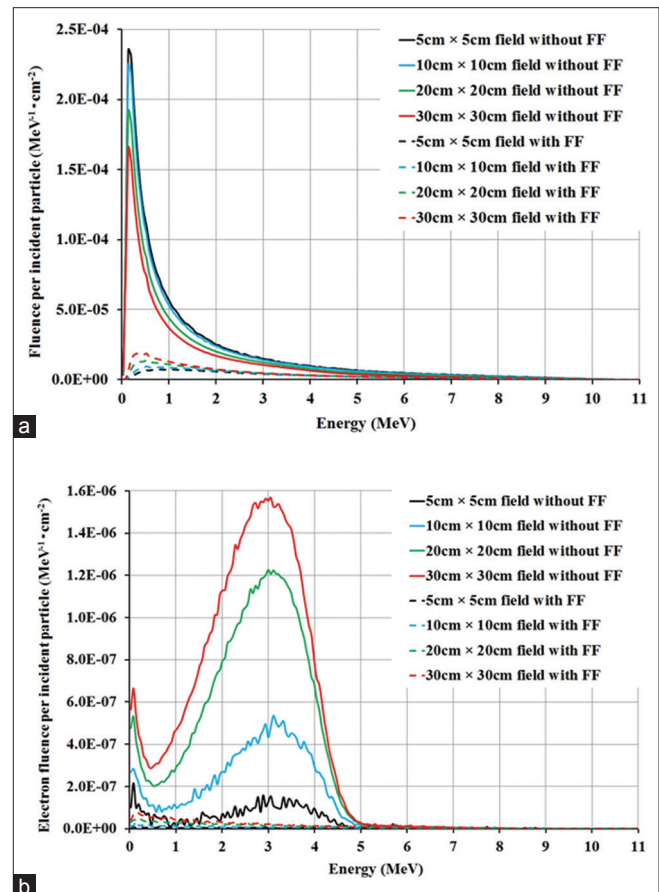 2.5E-04
2.0E-04
1.5E-04
1.0E-04
5.0E-05
0.0E+00
Fluence per incident particle (MeV⁻¹・cm⁻²)
5cm × 5cm field without FF
10cm × 10cm field without FF
20cm × 20cm field without FF
30cm × 30cm field without FF
5cm × 5cm field with FF
10cm × 10cm field with FF
20cm × 20cm field with FF
30cm × 30cm field with FF
0 1 2 3 4 5 6 7 8 9 10 11
Energy (MeV)
a
1.6E-06
1.4E-06
1.2E-06
1.0E-06
8.0E-07
6.0E-07
4.0E-07
2.0E-07
0.0E+00
Electron fluence per incident particle (MeV⁻¹・cm⁻²)
5cm × 5cm field without FF
10cm × 10cm field without FF
20cm × 20cm field without FF
30cm × 30cm field without FF
5cm × 5cm field with FF
10cm × 10cm field with FF
20cm × 20cm field with FF
30cm × 30cm field with FF
0 1 2 3 4 5 6 7 8 9 10 11
Energy (MeV)
b